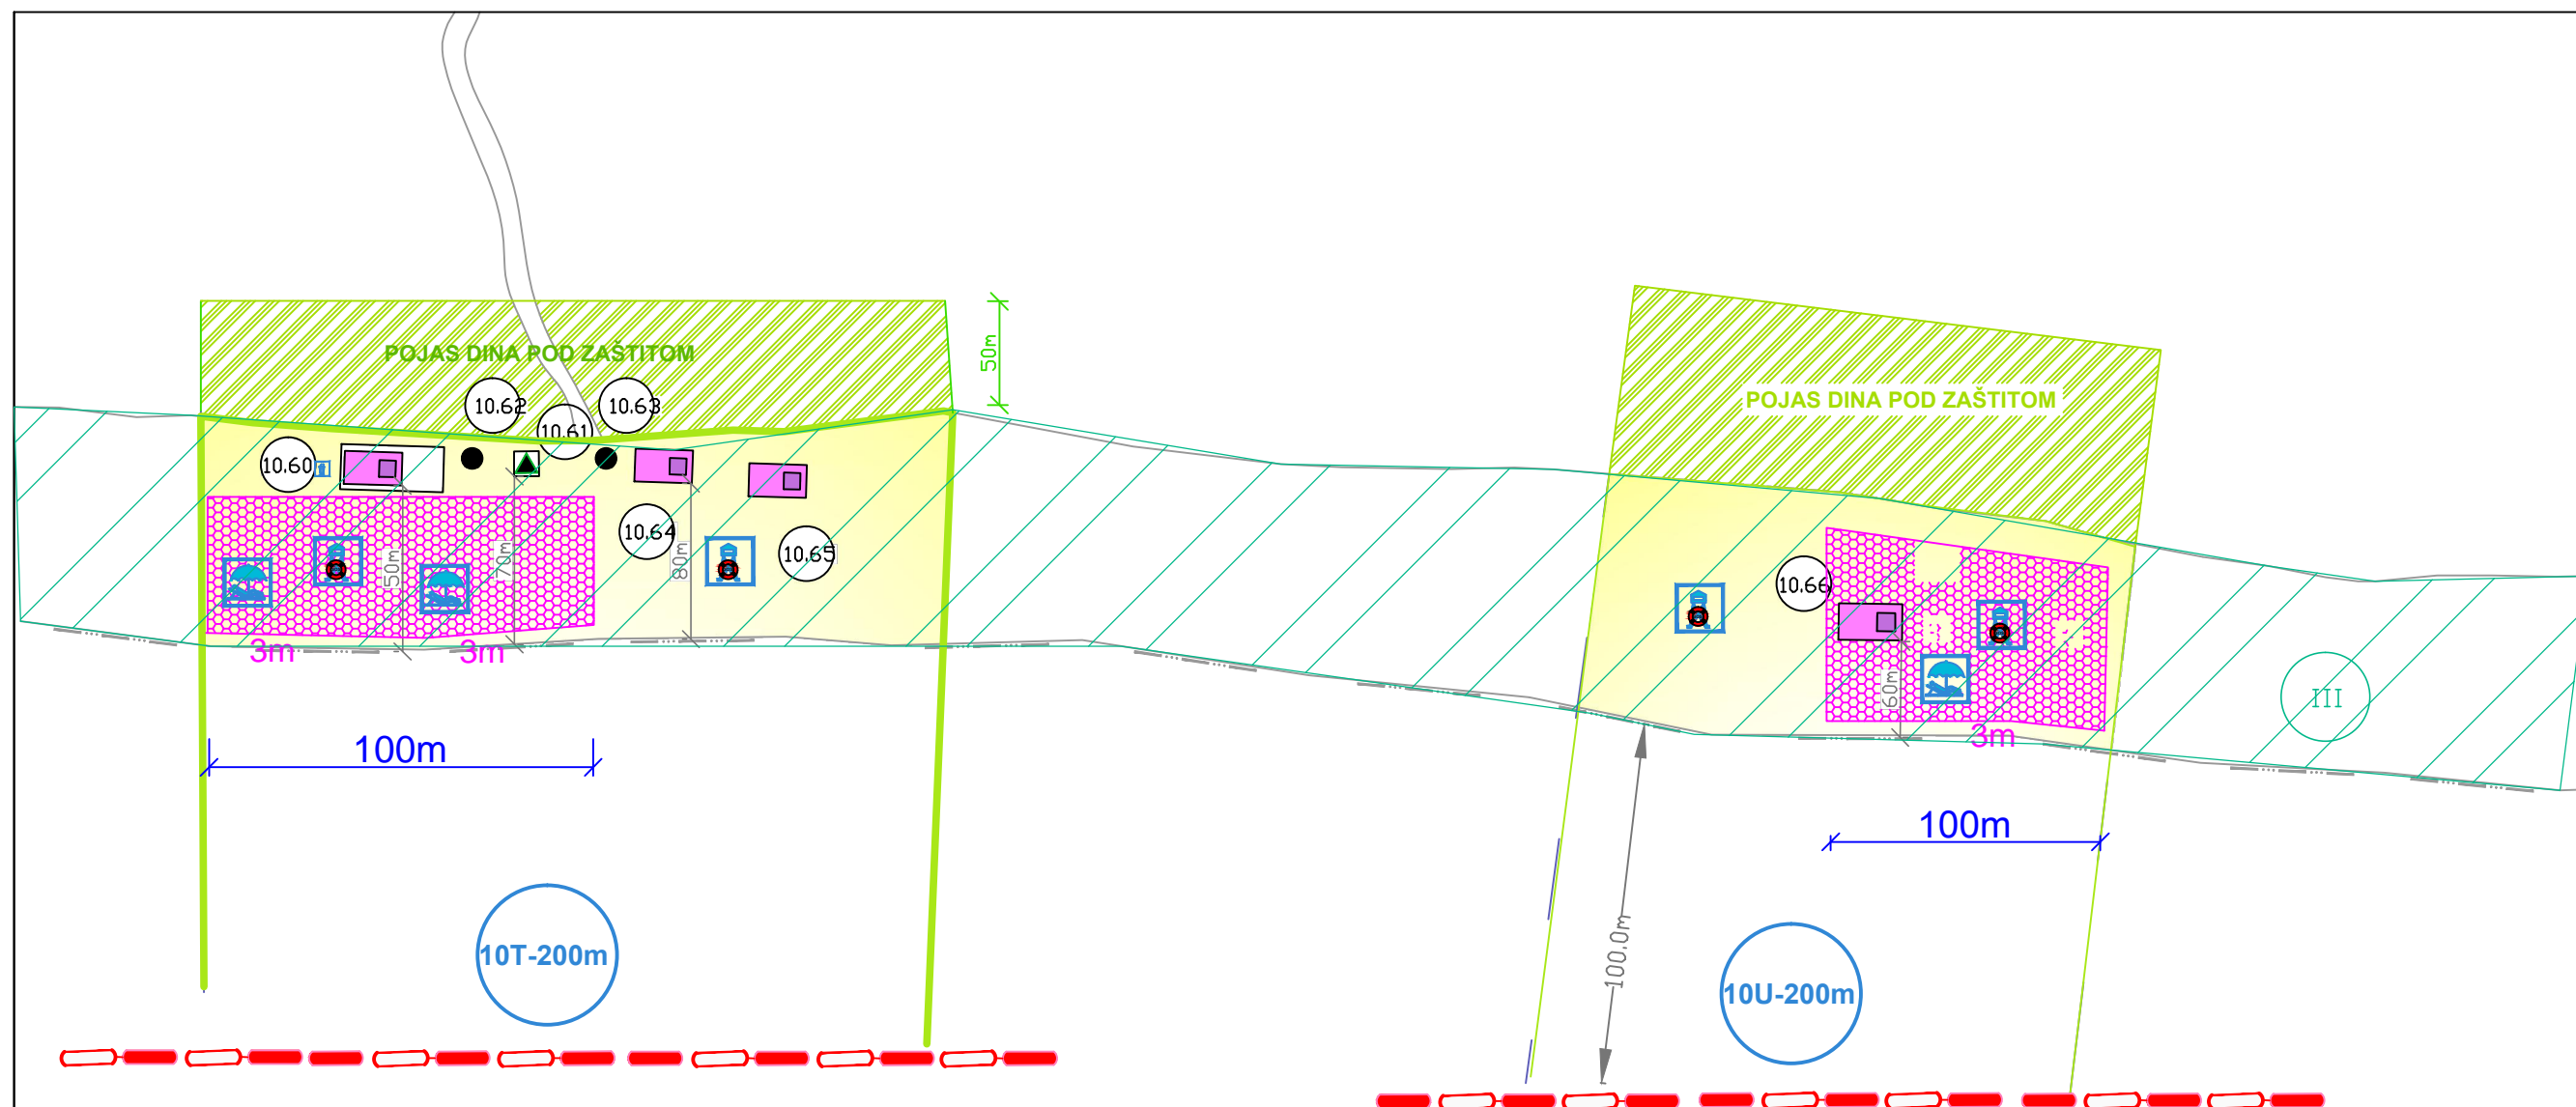 50m
POJAS DINA POD ZAŠTITOM
POJAS DINA POD ZAŠTITOM
10.62
10.63
10.61
10.60
10.64
10.65
50m
70m
80m
10.66
60m
3m
3m
3m
III
100m
100m
100.0m
10T-200m
10U-200m